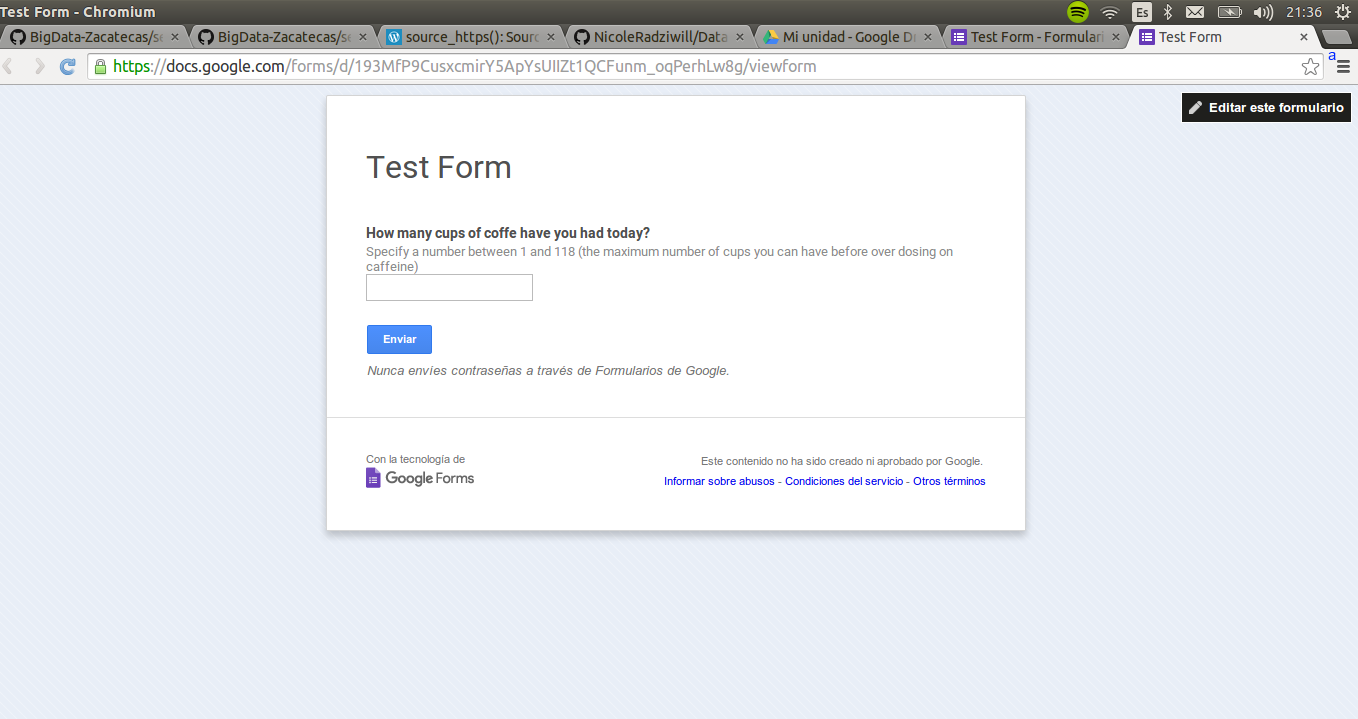 Test Form - Chromium
Es
21:36
BigData-Zacatecas/se
BigData-Zacatecas/se
source_https(): Sourc
NicoleRadziwill/Data
Mi unidad - Google Dr
Test Form - Formulari
Test Form
https://docs.google.com/forms/d/193MfP9CusxcmirY5ApYsUIIZt1QCFunm_oqPerhLw8g/viewform
a
Editar este formulario
Test Form
How many cups of coffe have you had today?
Specify a number between 1 and 118 (the maximum number of cups you can have before over dosing on
caffeine)
Enviar
Nunca envíes contraseñas a través de Formularios de Google.
Con la tecnología de
Google Forms
Este contenido no ha sido creado ni aprobado por Google.
Informar sobre abusos - Condiciones del servicio - Otros términos